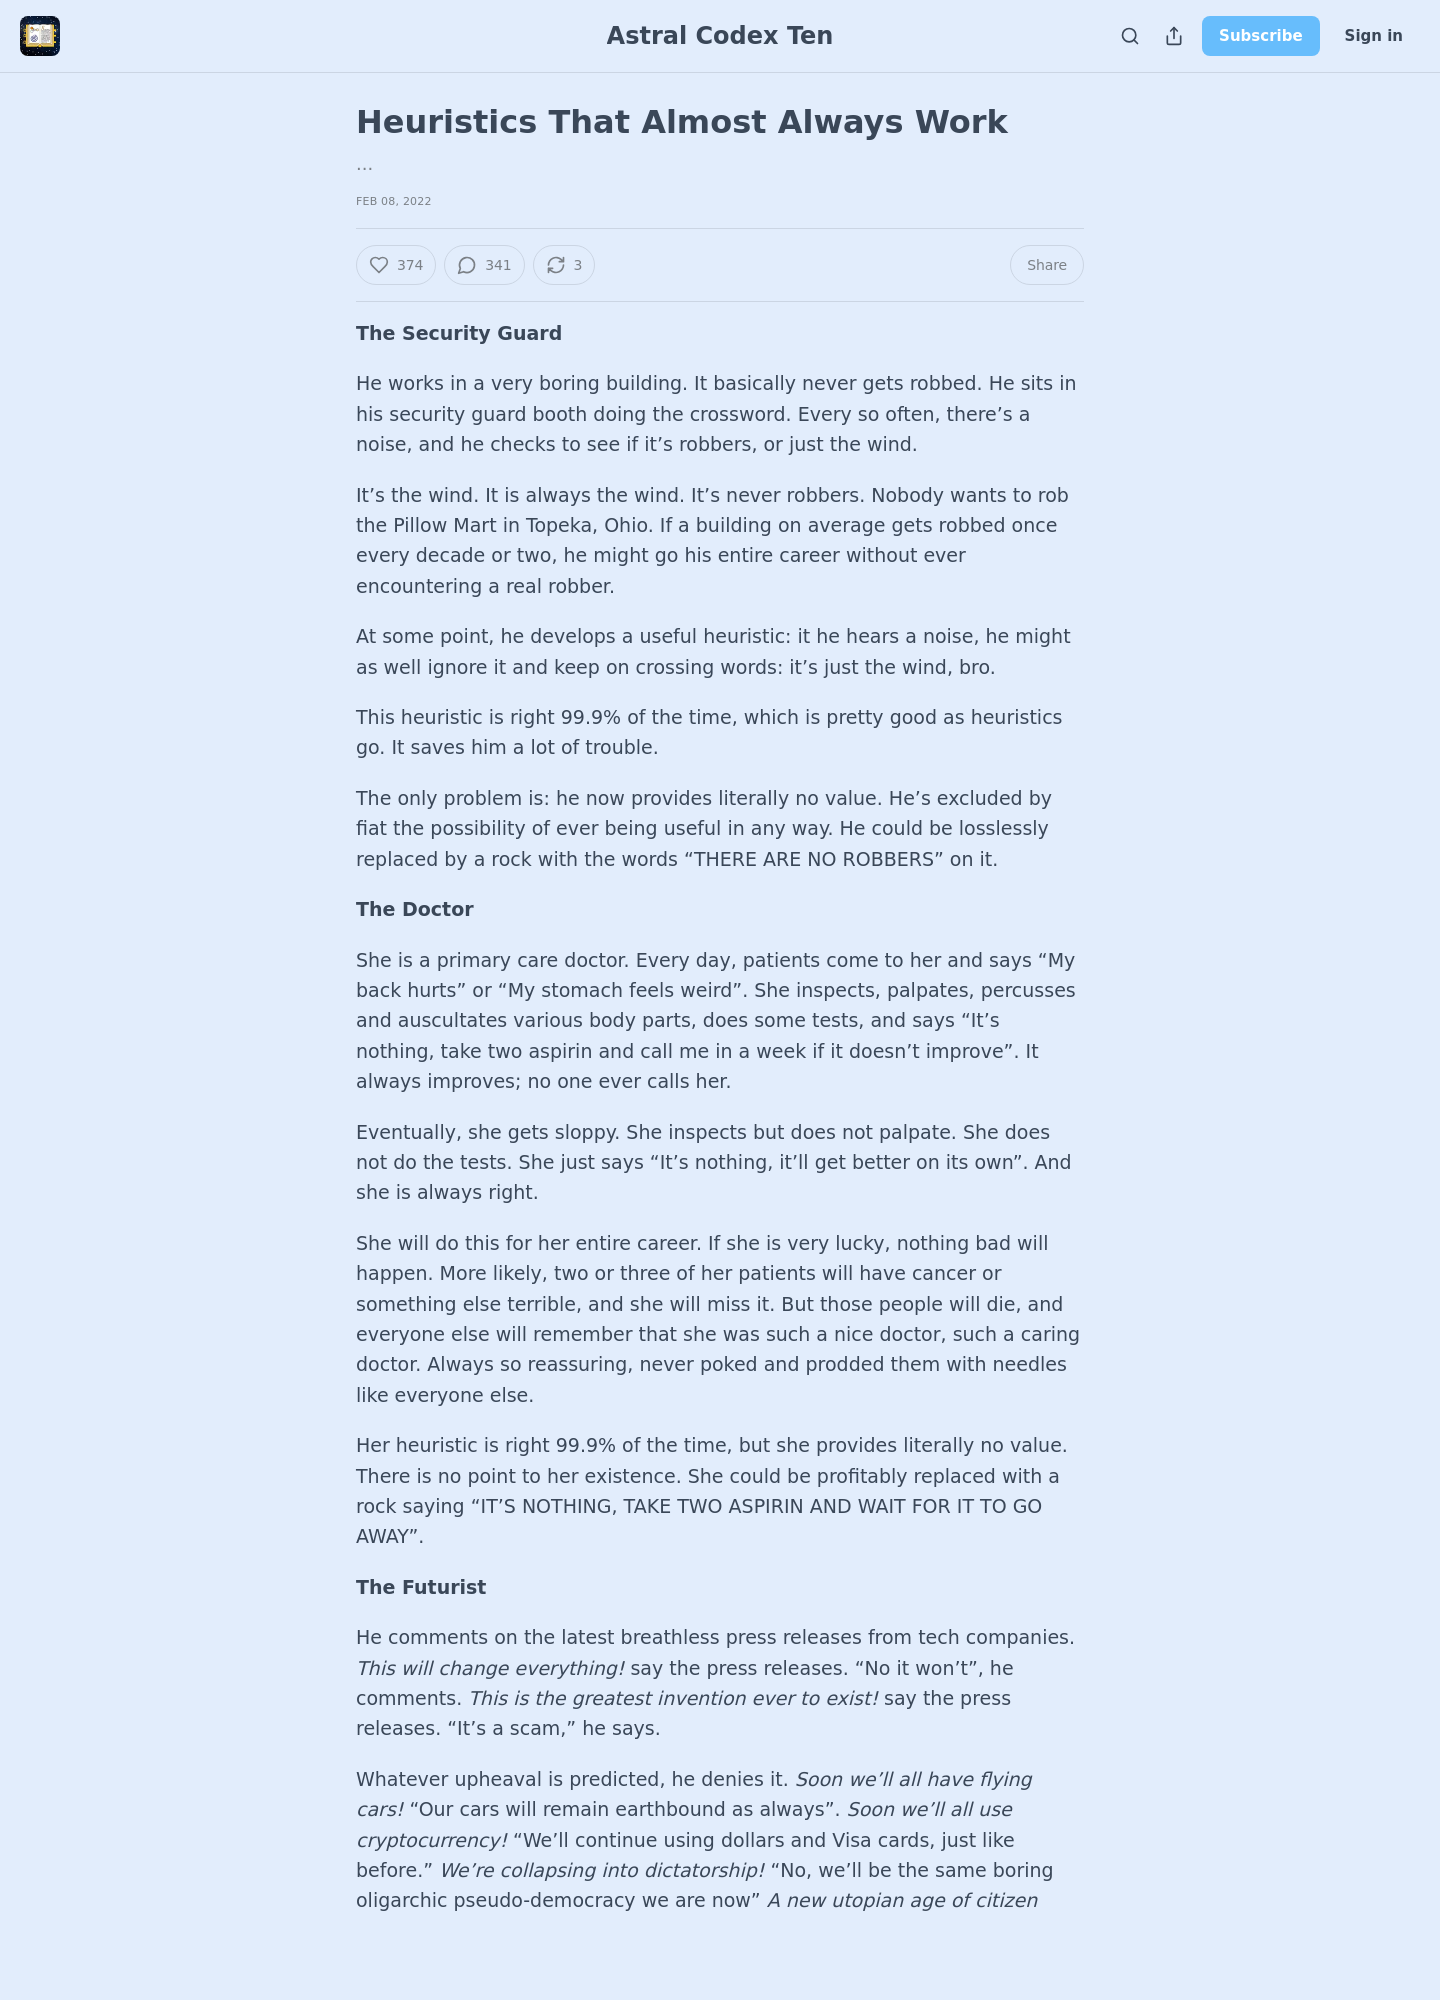 Astral Codex Ten
Subscribe
Sign in
Heuristics That Almost Always Work
...
FEB 08, 2022
374
341
3
Share
The Security Guard
He works in a very boring building. It basically never gets robbed. He sits in
his security guard booth doing the crossword. Every so often, there’s a
noise, and he checks to see if it’s robbers, or just the wind.
It’s the wind. It is always the wind. It’s never robbers. Nobody wants to rob
the Pillow Mart in Topeka, Ohio. If a building on average gets robbed once
every decade or two, he might go his entire career without ever
encountering a real robber.
At some point, he develops a useful heuristic: it he hears a noise, he might
as well ignore it and keep on crossing words: it’s just the wind, bro.
This heuristic is right 99.9% of the time, which is pretty good as heuristics
go. It saves him a lot of trouble.
The only problem is: he now provides literally no value. He’s excluded by
fiat the possibility of ever being useful in any way. He could be losslessly
replaced by a rock with the words “THERE ARE NO ROBBERS” on it.
The Doctor
She is a primary care doctor. Every day, patients come to her and says “My
back hurts” or “My stomach feels weird”. She inspects, palpates, percusses
and auscultates various body parts, does some tests, and says “It’s
nothing, take two aspirin and call me in a week if it doesn’t improve”. It
always improves; no one ever calls her.
Eventually, she gets sloppy. She inspects but does not palpate. She does
not do the tests. She just says “It’s nothing, it’ll get better on its own”. And
she is always right.
She will do this for her entire career. If she is very lucky, nothing bad will
happen. More likely, two or three of her patients will have cancer or
something else terrible, and she will miss it. But those people will die, and
everyone else will remember that she was such a nice doctor, such a caring
doctor. Always so reassuring, never poked and prodded them with needles
like everyone else.
Her heuristic is right 99.9% of the time, but she provides literally no value.
There is no point to her existence. She could be profitably replaced with a
rock saying “IT’S NOTHING, TAKE TWO ASPIRIN AND WAIT FOR IT TO GO
AWAY”.
The Futurist
He comments on the latest breathless press releases from tech companies.
This will change everything! say the press releases. “No it won’t”, he
comments. This is the greatest invention ever to exist! say the press
releases. “It’s a scam,” he says.
Whatever upheaval is predicted, he denies it. Soon we’ll all have flying
cars! “Our cars will remain earthbound as always”. Soon we’ll all use
cryptocurrency! “We’ll continue using dollars and Visa cards, just like
before.” We’re collapsing into dictatorship! “No, we’ll be the same boring
oligarchic pseudo-democracy we are now” A new utopian age of citizen